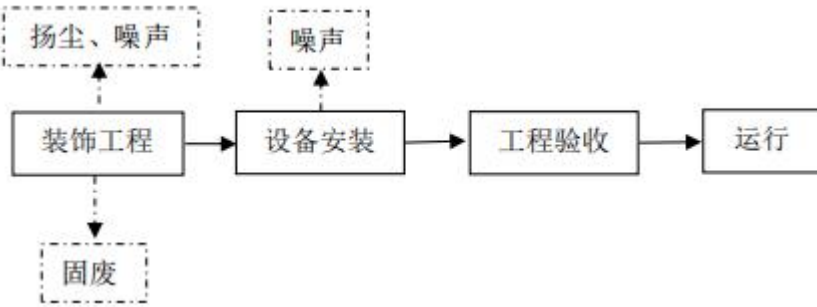 扬尘、噪声
噪声
装饰工程
设备安装
工程验收
运行
固废